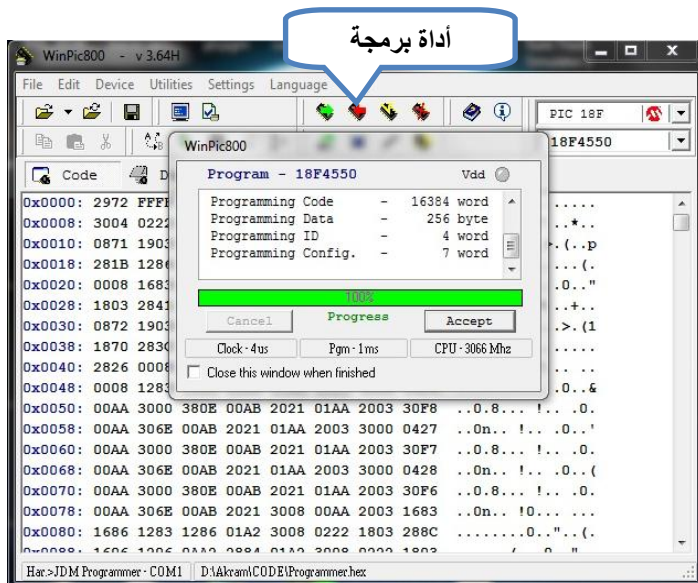 أداة برمجة
WinPic800 - v 3.64H
File Edit Device Utilities Settings Language
PIC 18F
18F4550
Code D
WinPic800
Program - 18F4550 Vdd
Programming Code - 16384 word
Programming Data - 256 byte
Programming ID - 4 word
Programming Config. - 7 word
100%
Cancel Progress Accept
Clock - 4us Pgm - 1ms CPU - 3066 Mhz
Close this window when finished
0x0000: 2972 .....
0x0008: 3004 0222 ..*..
0x0010: 0871 1903 >.(..p
0x0018: 281B ...(.
0x0020: 0008 1683 .0.."
0x0028: 1803 2841 ..+..
0x0030: 0872 1903 ..>.(1
0x0038: 1870 283C .....
0x0040: 2826 0008 .. ..
0x0048: 0008 1283 ..0..&
0x0050: 00AA 3000 380E 00AB 2021 01AA 2003 30F8 ..0.8... !.. .0.
0x0058: 00AA 306E 00AB 2021 01AA 2003 3000 0427 ..0n.. !.. .0..'
0x0060: 00AA 3000 380E 00AB 2021 01AA 2003 30F7 ..0.8... !.. .0.
0x0068: 00AA 306E 00AB 2021 01AA 2003 3000 0428 ..0n.. !.. .0..(
0x0070: 00AA 3000 380E 00AB 2021 01AA 2003 30F6 ..0.8... !.. .0.
0x0078: 00AA 306E 00AB 2021 3008 00AA 2003 1683 ..0n.. !0... ...
0x0080: 1686 1283 1286 01A2 3008 0222 1803 288C ........0.."..(.
Har.>JDM Programmer - COM1 D:\Akram\CODE\Programmer.hex